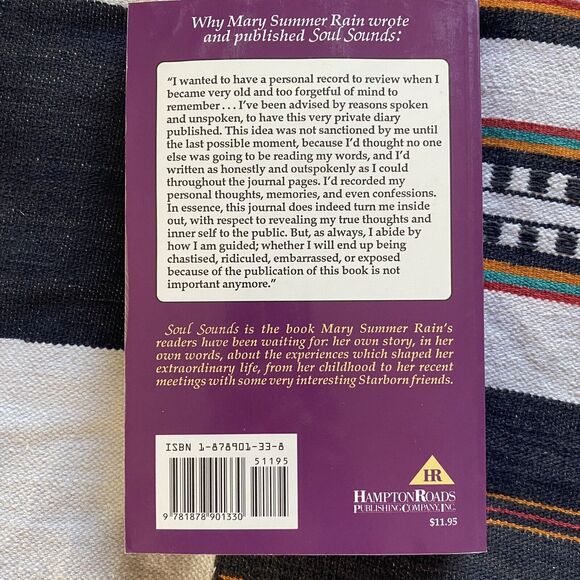 Why Mary Summer Rain wrote
and published Soul Sounds:
“I wanted to have a personal record to review when I
became very old and too forgetful of mind to
remember . . . I’ve been advised by reasons spoken
and unspoken, to have this very private diary
published. This idea was not sanctioned by me until
the last possible moment, because I’d thought no one
else was going to be reading my words, and I’d
written as honestly and outspokenly as I could
throughout the journal pages. I’d recorded my
personal thoughts, memories, and even confessions.
In essence, this journal does indeed turn me inside
out, with respect to revealing my true thoughts and
inner self to the public. But, as always, I abide by
how I am guided; whether I will end up being
chastised, ridiculed, embarrassed, or exposed
because of the publication of this book is not
important anymore.”
Soul Sounds is the book Mary Summer Rain’s
readers have been waiting for: her own story, in her
own words, about the experiences which shaped her
extraordinary life, from her childhood to her recent
meetings with some very interesting Starborn friends.
ISBN 1-878901-33-8
51195
9 781878 901330
HR
HAMPTON ROADS
PUBLISHING COMPANY, INC.
$11.95